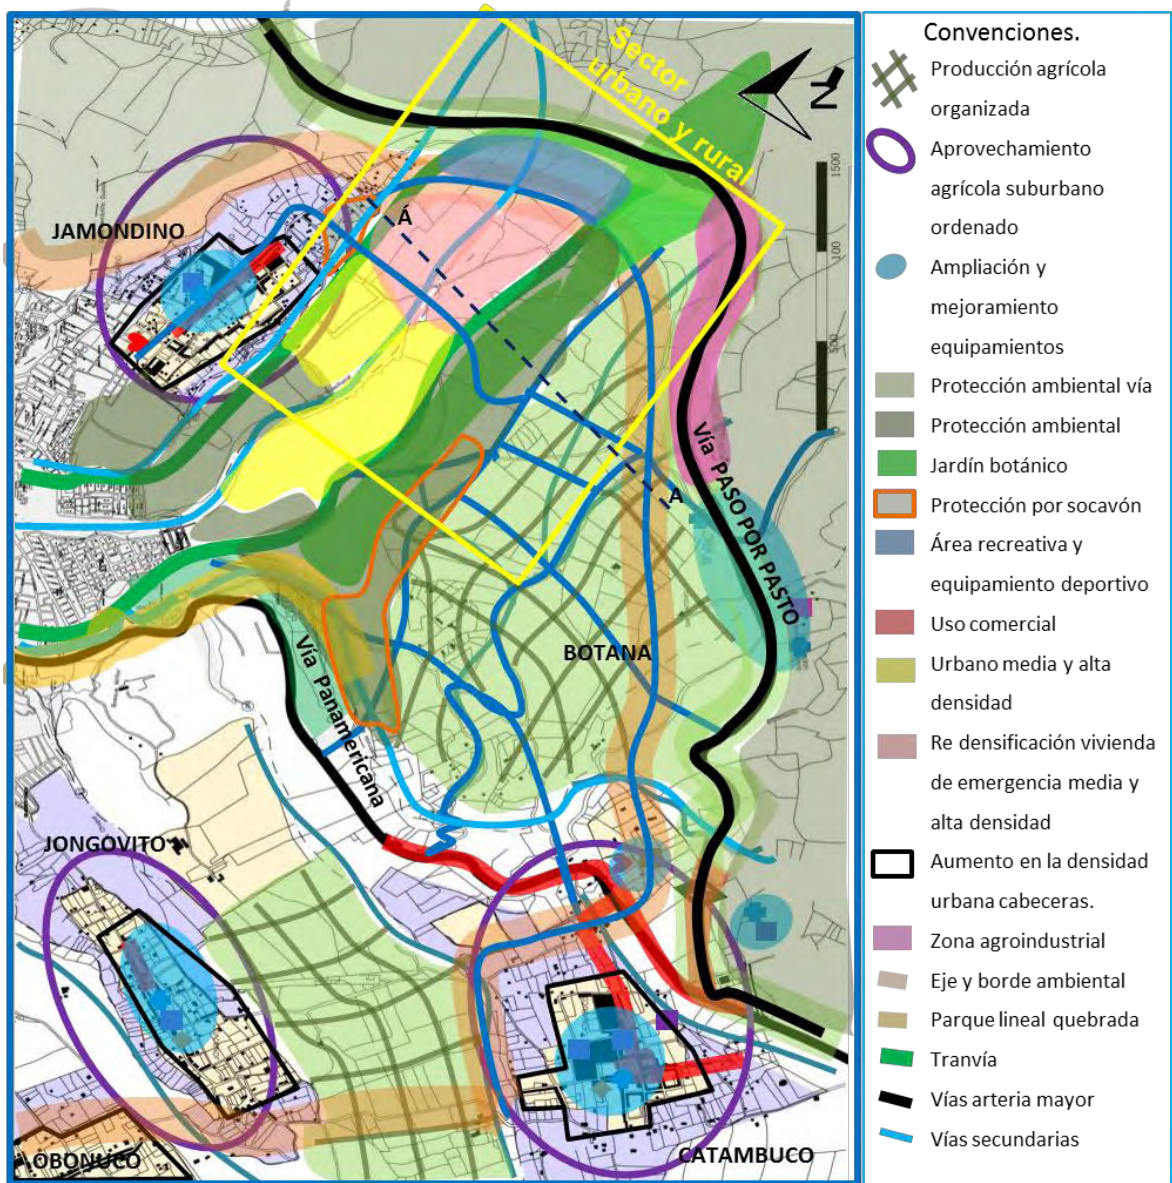 Sector
urbano y rural
N
1500
100
500
JAMONDINO
Á
A
Vía PASO POR PASTO
BOTANA
Vía Panamericana
JONGOVITO
OBONUCO
CATAMBUCO
Convenciones.
Producción agrícola
organizada
Aprovechamiento
agrícola suburbano
ordenado
Ampliación y
mejoramiento
equipamientos
Protección ambiental vía
Protección ambiental
Jardín botánico
Protección por socavón
Área recreativa y
equipamiento deportivo
Uso comercial
Urbano media y alta
densidad
Re densificación vivienda
de emergencia media y
alta densidad
Aumento en la densidad
urbana cabeceras.
Zona agroindustrial
Eje y borde ambiental
Parque lineal quebrada
Tranvía
Vías arteria mayor
Vías secundarias